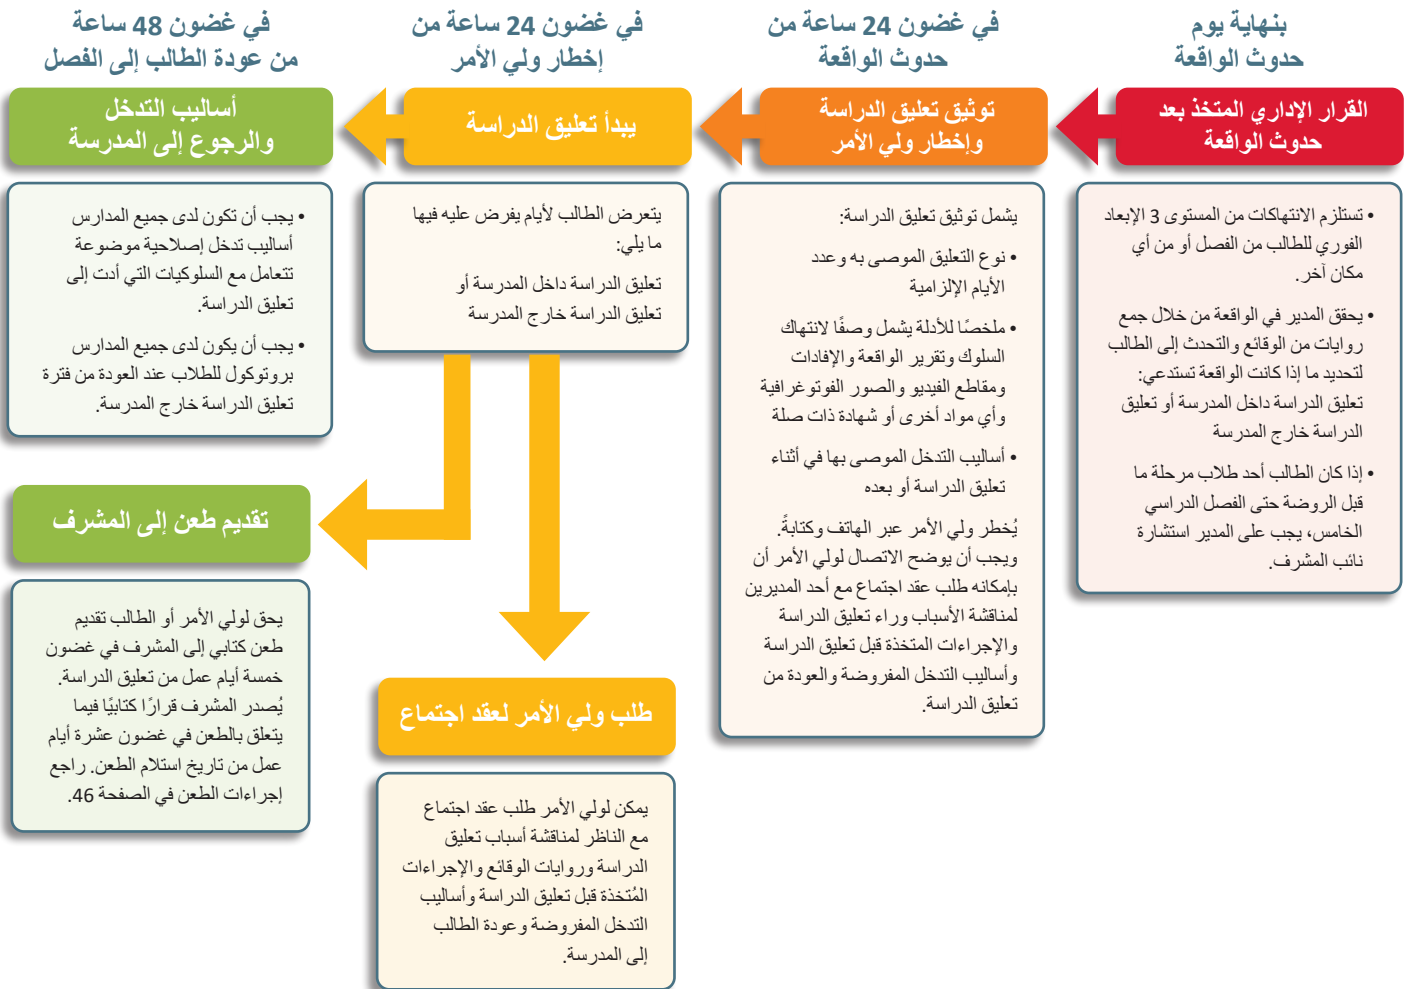 بنهاية يوم
حدوث الواقعة
القرار الإداري المتخذ بعد
حدوث الواقعة
• تستلزم الانتهاكات من المستوى 3 الإبعاد
الفوري للطالب من الفصل أو من أي
مكان آخر.
• يحقق المدير في الواقعة من خلال جمع
روايات من الوقائع والتحدث إلى الطالب
لتحديد ما إذا كانت الواقعة تستدعي:
تعليق الدراسة داخل المدرسة أو تعليق
الدراسة خارج المدرسة
• إذا كان الطالب أحد طلاب مرحلة ما
قبل الروضة حتى الفصل الدراسي
الخامس، يجب على المدير استشارة
نائب المشرف.
في غضون 24 ساعة من
حدوث الواقعة
توثيق تعليق الدراسة
وإخطار ولي الأمر
يشمل توثيق تعليق الدراسة:
• نوع التعليق الموصى به وعدد
الأيام الإلزامية
• ملخصًا للأدلة يشمل وصفًا لانتهاك
السلوك وتقرير الواقعة والإفادات
ومقاطع الفيديو والصور الفوتوغرافية
وأي مواد أخرى أو شهادة ذات صلة
• أساليب التدخل الموصى بها في أثناء
تعليق الدراسة أو بعده
يُخطر ولي الأمر عبر الهاتف وكتابةً.
ويجب أن يوضح الاتصال لولي الأمر أن
بإمكانه طلب عقد اجتماع مع أحد المديرين
لمناقشة الأسباب وراء تعليق الدراسة
والإجراءات المتخذة قبل تعليق الدراسة
وأساليب التدخل المفروضة والعودة من
تعليق الدراسة.
في غضون 24 ساعة من
إخطار ولي الأمر
يبدأ تعليق الدراسة
يتعرض الطالب لأيام يفرض عليه فيها
ما يلي:
تعليق الدراسة داخل المدرسة أو
تعليق الدراسة خارج المدرسة
طلب ولي الأمر لعقد اجتماع
يمكن لولي الأمر طلب عقد اجتماع
مع الناظر لمناقشة أسباب تعليق
الدراسة وروايات الوقائع والإجراءات
المُتخذة قبل تعليق الدراسة وأساليب
التدخل المفروضة وعودة الطالب
إلى المدرسة.
في غضون 48 ساعة
من عودة الطالب إلى الفصل
أساليب التدخل
والرجوع إلى المدرسة
• يجب أن تكون لدى جميع المدارس
أساليب تدخل إصلاحية موضوعة
تتعامل مع السلوكيات التي أدت إلى
تعليق الدراسة.
• يجب أن يكون لدى جميع المدارس
بروتوكول للطلاب عند العودة من فترة
تعليق الدراسة خارج المدرسة.
تقديم طعن إلى المشرف
يحق لولي الأمر أو الطالب تقديم
طعن كتابي إلى المشرف في غضون
خمسة أيام عمل من تعليق الدراسة.
يُصدر المشرف قرارًا كتابيًا فيما
يتعلق بالطعن في غضون عشرة أيام
عمل من تاريخ استلام الطعن. راجع
إجراءات الطعن في الصفحة 46.